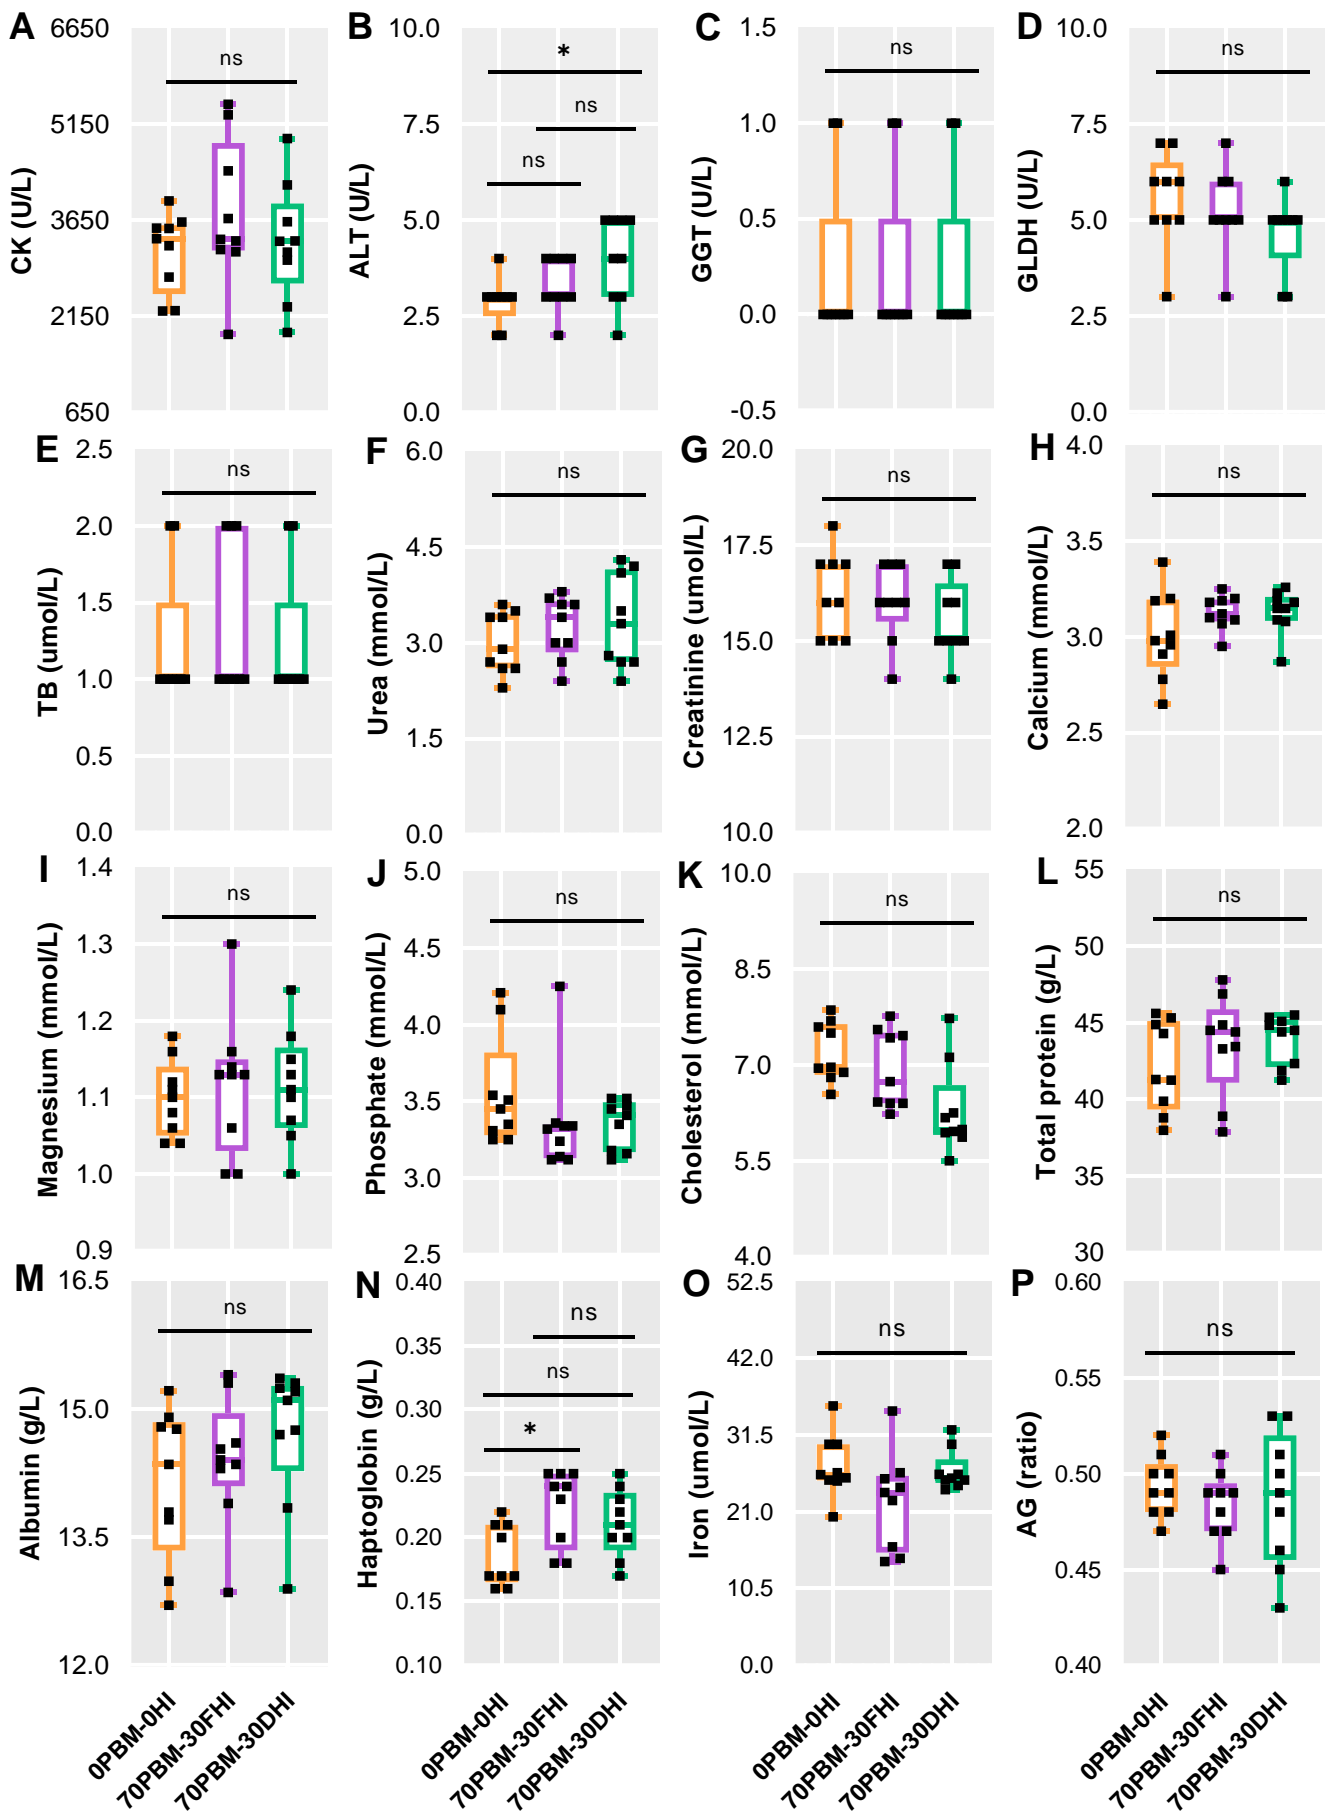 A
CK (U/L)
6650
5150
3650
2150
650
ns
B
ALT (U/L)
10.0
7.5
5.0
2.5
0.0
*
ns
ns
C
GGT (U/L)
1.5
1.0
0.5
0.0
-0.5
ns
D
GLDH (U/L)
10.0
7.5
5.0
2.5
0.0
ns
E
TB (umol/L)
2.5
2.0
1.5
1.0
0.5
0.0
ns
F
Urea (mmol/L)
6.0
4.5
3.0
1.5
0.0
ns
G
Creatinine (umol/L)
20.0
17.5
15.0
12.5
10.0
ns
H
Calcium (mmol/L)
4.0
3.5
3.0
2.5
2.0
ns
I
Magnesium (mmol/L)
1.4
1.3
1.2
1.1
1.0
0.9
ns
J
Phosphate (mmol/L)
5.0
4.5
4.0
3.5
3.0
2.5
ns
K
Cholesterol (mmol/L)
10.0
8.5
7.0
5.5
4.0
ns
L
Total protein (g/L)
55
50
45
40
35
30
ns
M
Albumin (g/L)
16.5
15.0
13.5
12.0
ns
0PBM-0HI
70PBM-30FHI
70PBM-30DHI
N
Haptoglobin (g/L)
0.40
0.35
0.30
0.25
0.20
0.15
0.10
ns
ns
*
0PBM-0HI
70PBM-30FHI
70PBM-30DHI
O
Iron (umol/L)
52.5
42.0
31.5
21.0
10.5
0.0
ns
0PBM-0HI
70PBM-30FHI
70PBM-30DHI
P
AG (ratio)
0.60
0.55
0.50
0.45
0.40
ns
0PBM-0HI
70PBM-30FHI
70PBM-30DHI